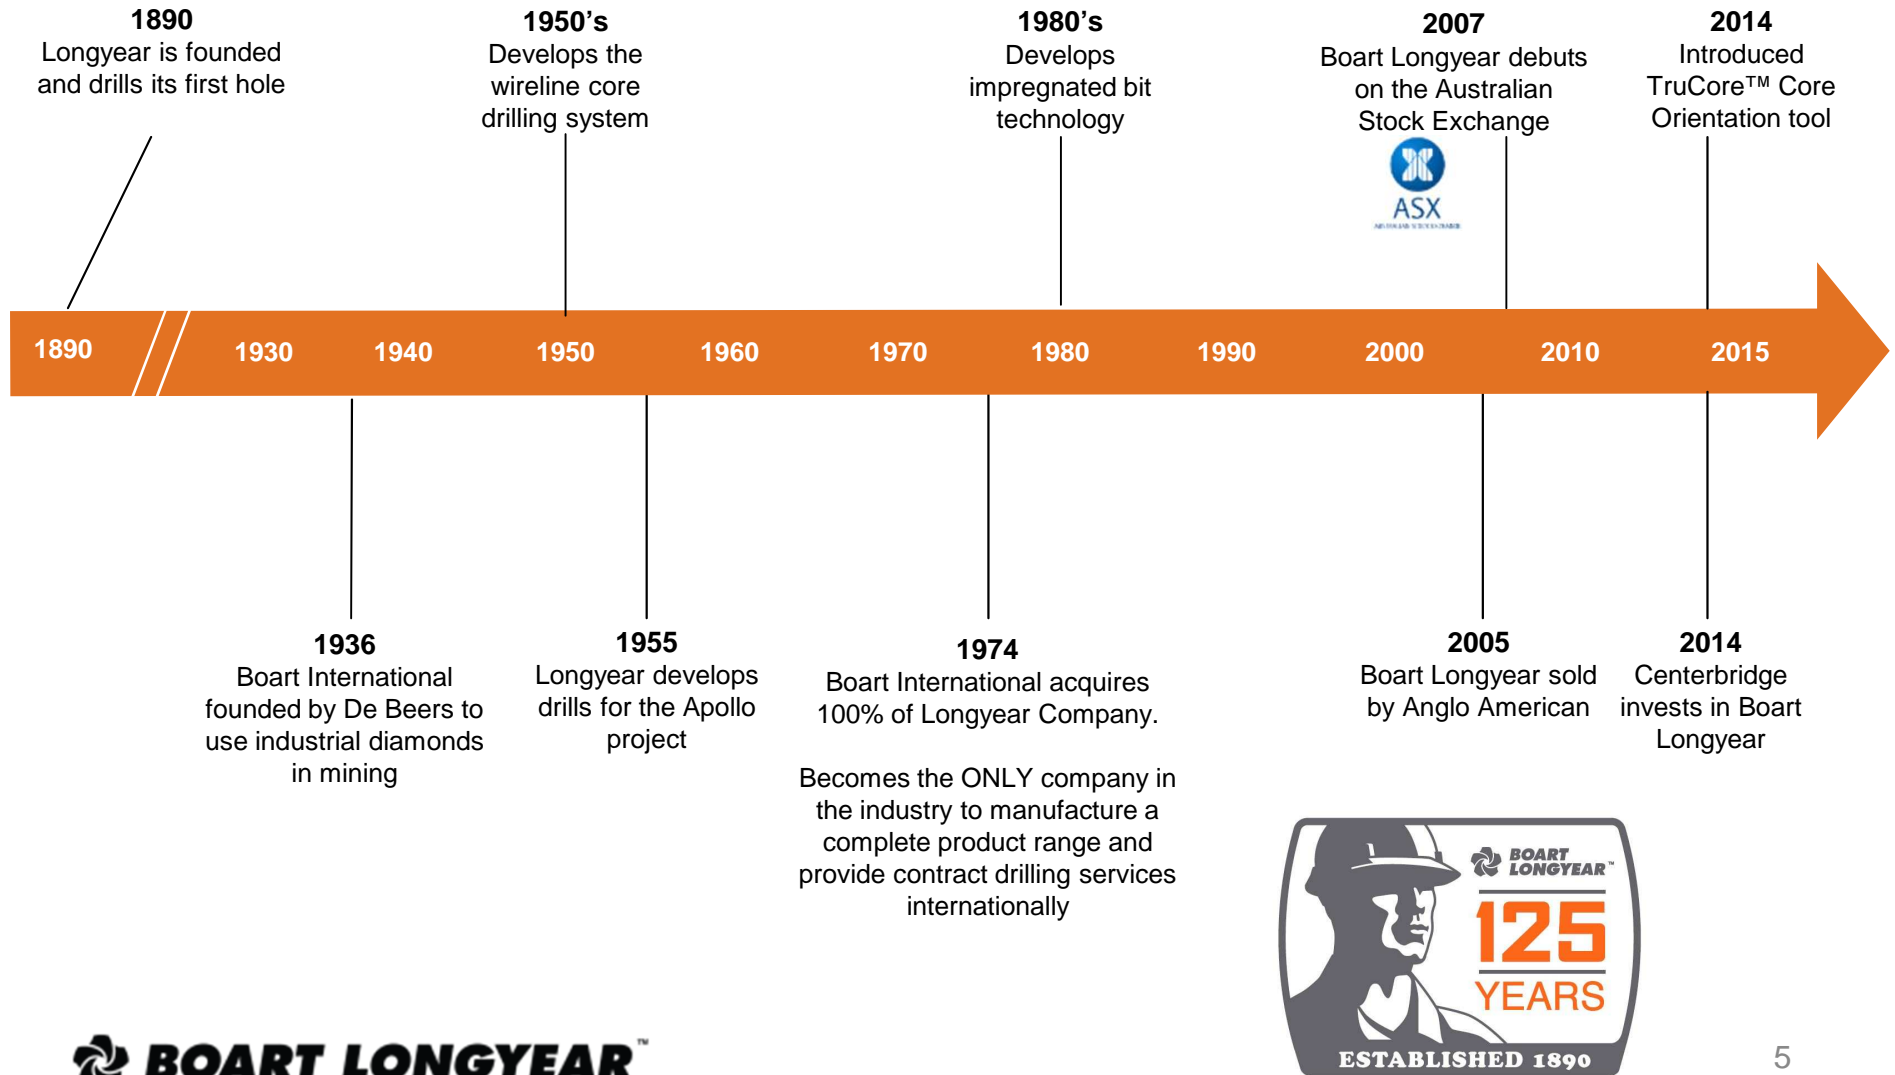 1890
Longyear is founded
and drills its first hole
1950’s
Develops the
wireline core
drilling system
1980’s
Develops
impregnated bit
technology
2007
Boart Longyear debuts
on the Australian
Stock Exchange
ASX
2014
Introduced
TruCore™ Core
Orientation tool
1890 1930 1940 1950 1960 1970 1980 1990 2000 2010 2015
1936
Boart International
founded by De Beers to
use industrial diamonds
in mining
1955
Longyear develops
drills for the Apollo
project
1974
Boart International acquires
100% of Longyear Company.
Becomes the ONLY company in
the industry to manufacture a
complete product range and
provide contract drilling services
internationally
2005
Boart Longyear sold
by Anglo American
2014
Centerbridge
invests in Boart
Longyear
BOART
LONGYEAR™
125
YEARS
ESTABLISHED 1890
BOART LONGYEAR™
5